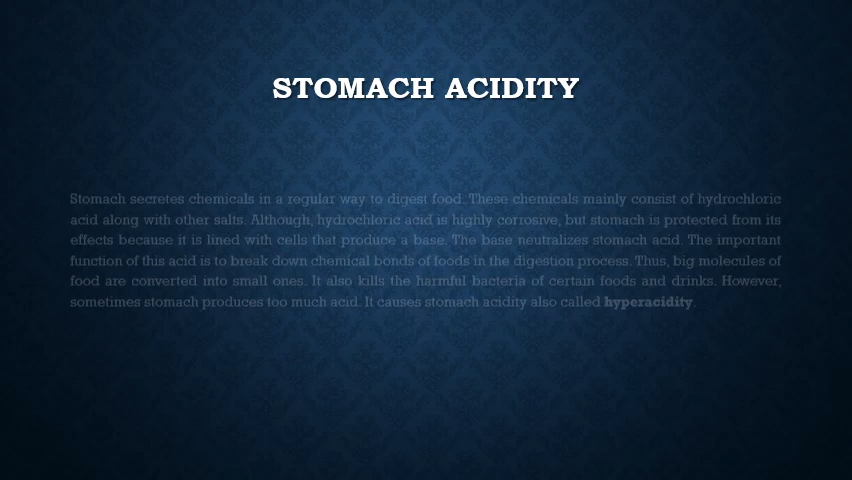 STOMACH ACIDITY
Stomach secretes chemicals in a regular way to digest food. These chemicals mainly consist of hydrochloric
acid along with other salts. Although, hydrochloric acid is highly corrosive, but stomach is protected from its
effects because it is lined with cells that produce a base. The base neutralizes stomach acid. The important
function of this acid is to break down chemical bonds of foods in the digestion process. Thus, big molecules of
food are converted into small ones. It also kills the harmful bacteria of certain foods and drinks. However,
sometimes stomach produces too much acid. It causes stomach acidity also called hyperacidity.